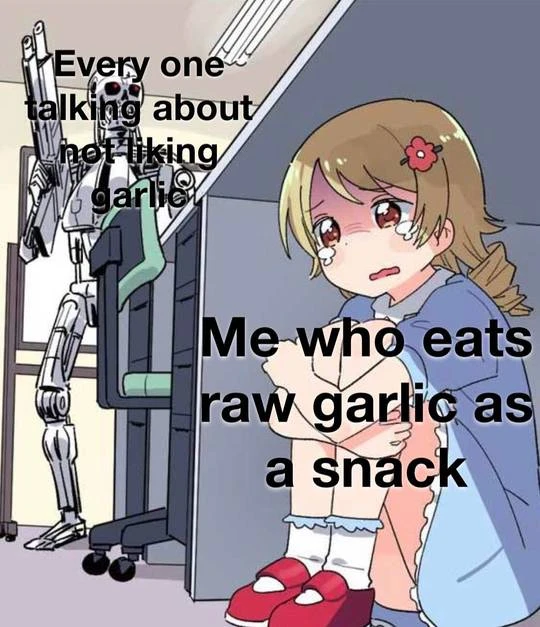 Every one
talking about
not liking
garlic
Me who eats
raw garlic as
a snack